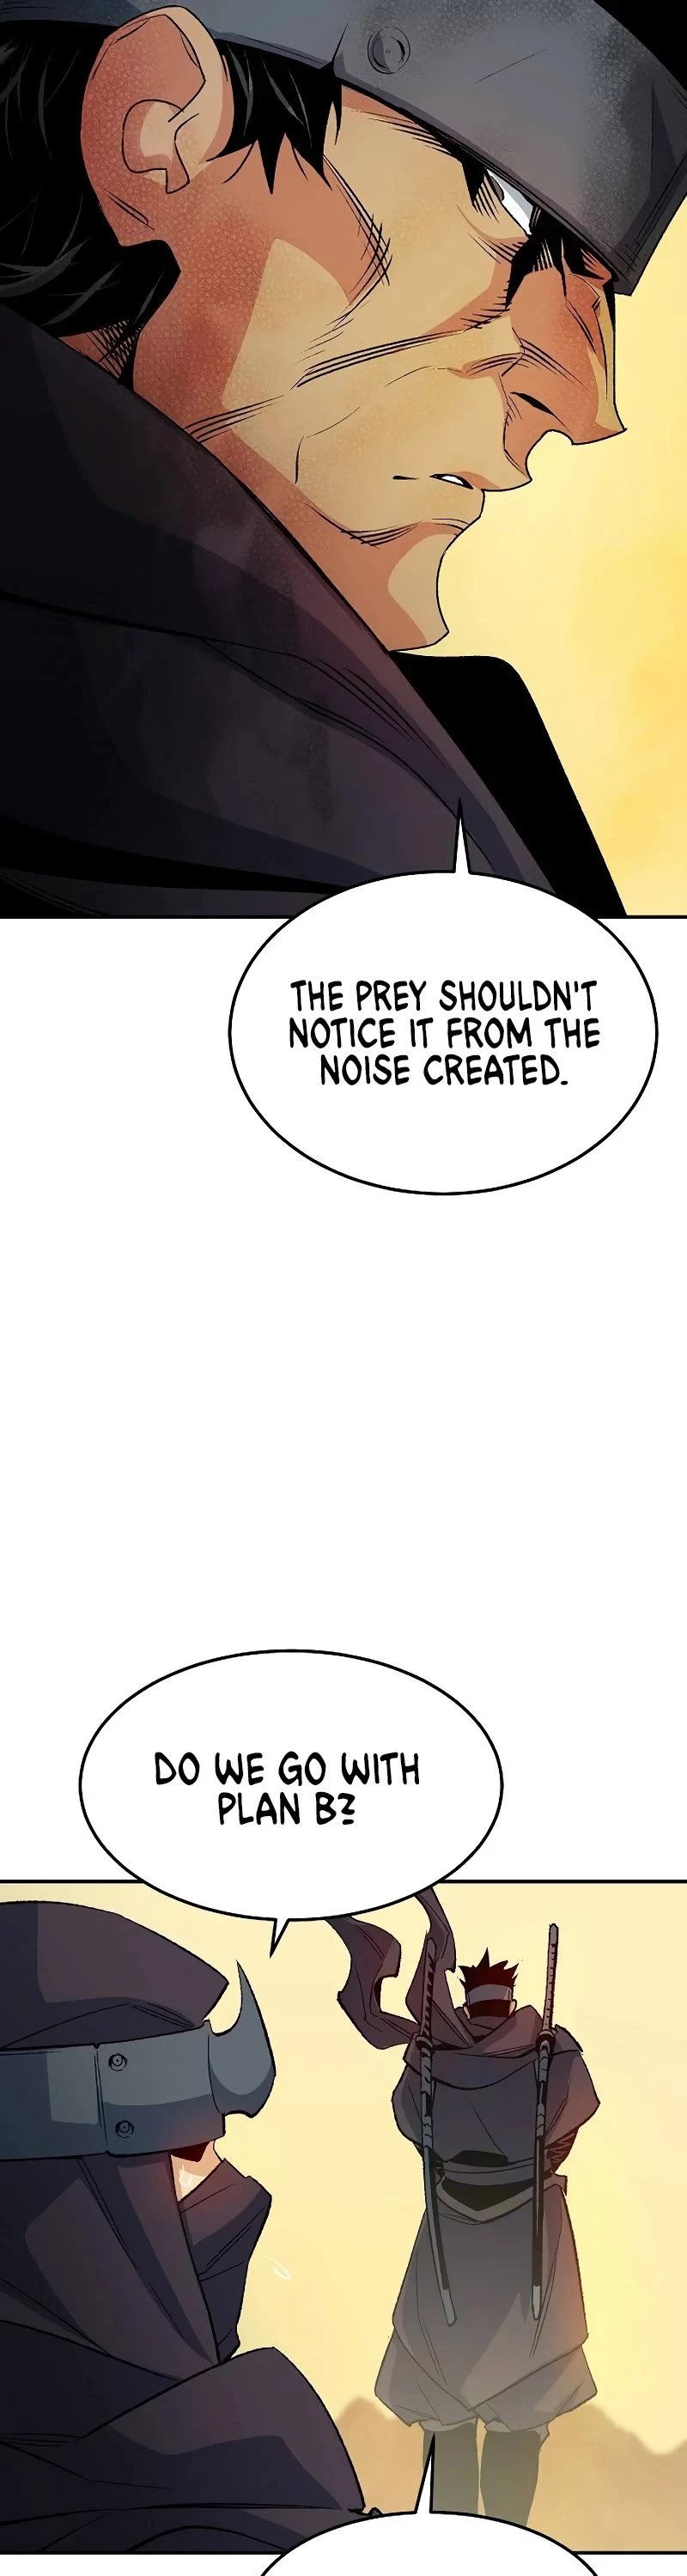 THE PREY SHOULDN'T
NOTICE IT FROM THE
NOISE CREATED.
DO WE GO WITH
PLAN B?